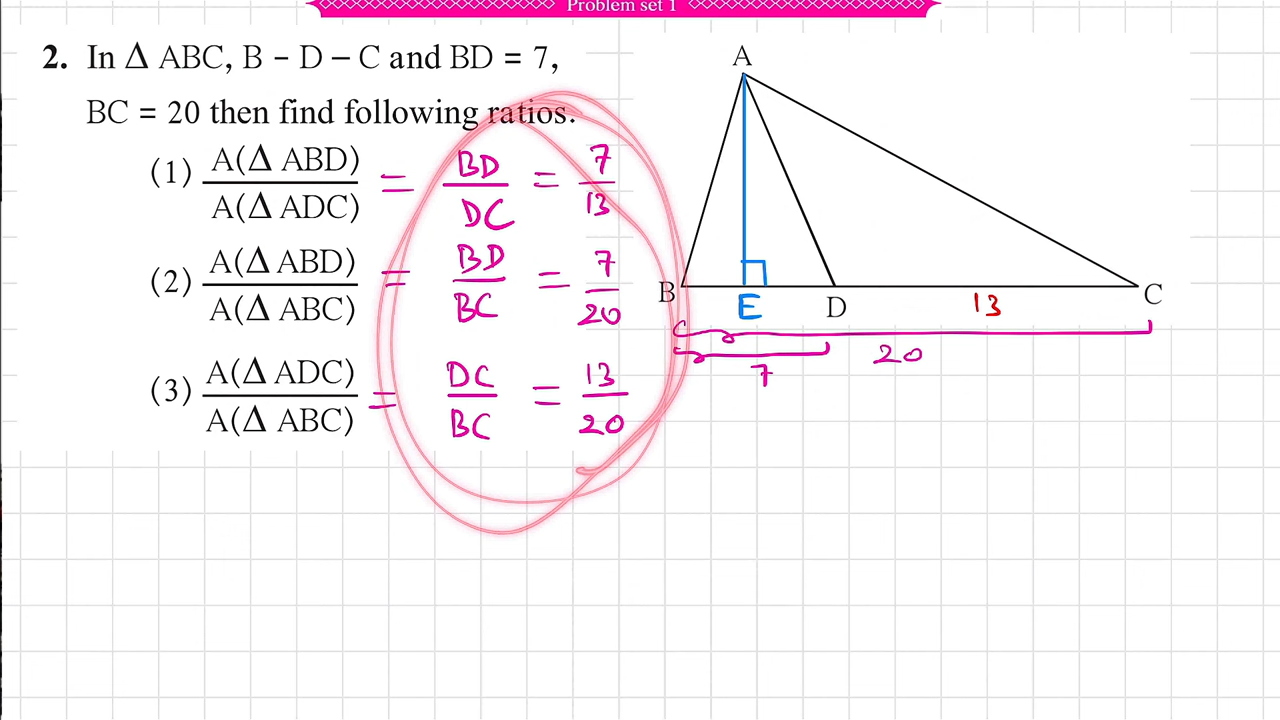 Problem set 1
2. In Δ ABC, B – D – C and BD = 7,
BC = 20 then find following ratios.
(1) A(Δ ABD) / A(Δ ADC) = BD / DC = 7 / 13
(2) A(Δ ABD) / A(Δ ABC) = BD / BC = 7 / 20
(3) A(Δ ADC) / A(Δ ABC) = DC / BC = 13 / 20
A
B
E
D
13
C
20
7